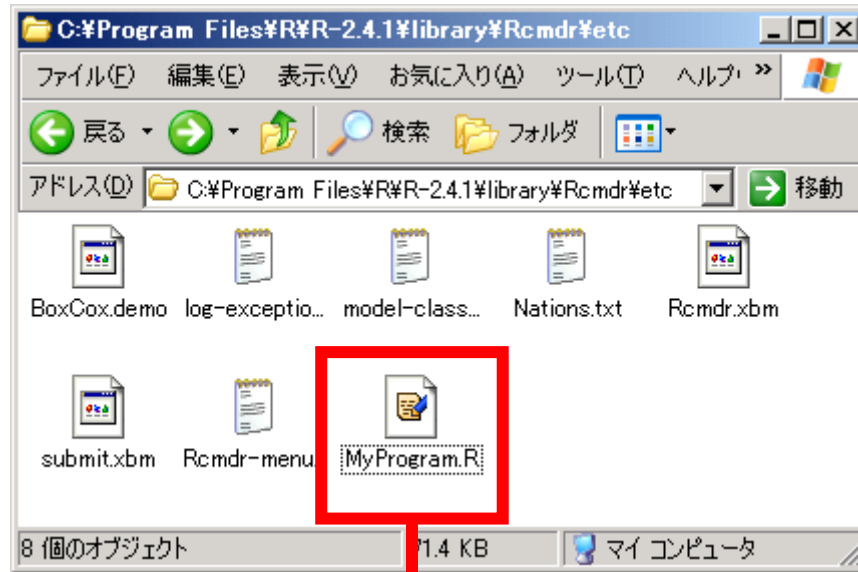 C:¥Program Files¥R¥R-2.4.1¥library¥Rcmdr¥etc
ファイル(F) 編集(E) 表示(V) お気に入り(A) ツール(T) ヘルプ »
戻る 検索 フォルダ
アドレス(D) C:¥Program Files¥R¥R-2.4.1¥library¥Rcmdr¥etc 移動
BoxCox.demo log-exceptio... model-class... Nations.txt Rcmdr.xbm
submit.xbm Rcmdr-menu. MyProgram.R
8 個のオブジェクト 71.4 KB マイ コンピュータ